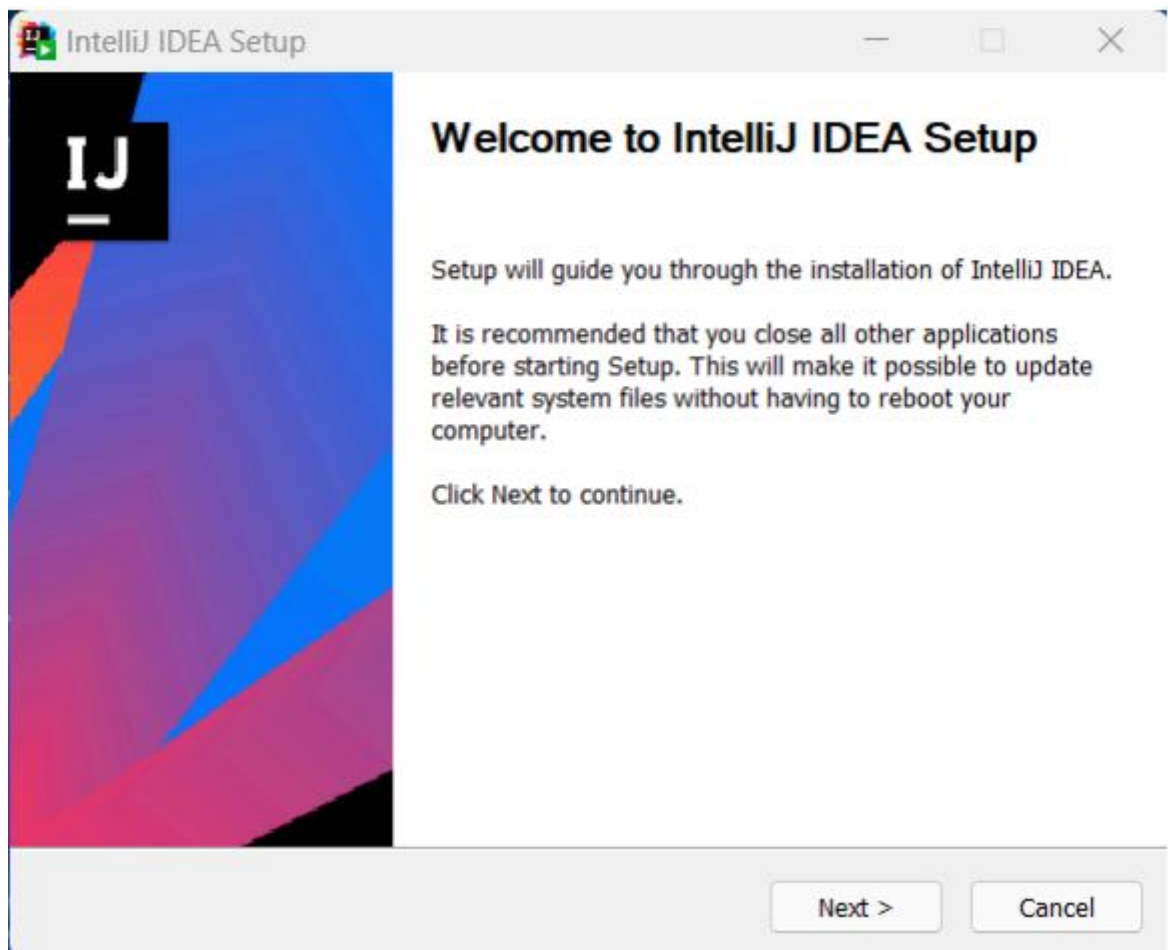 IntelliJ IDEA Setup
IJ
Welcome to IntelliJ IDEA Setup
Setup will guide you through the installation of IntelliJ IDEA.
It is recommended that you close all other applications
before starting Setup. This will make it possible to update
relevant system files without having to reboot your
computer.
Click Next to continue.
Next >
Cancel